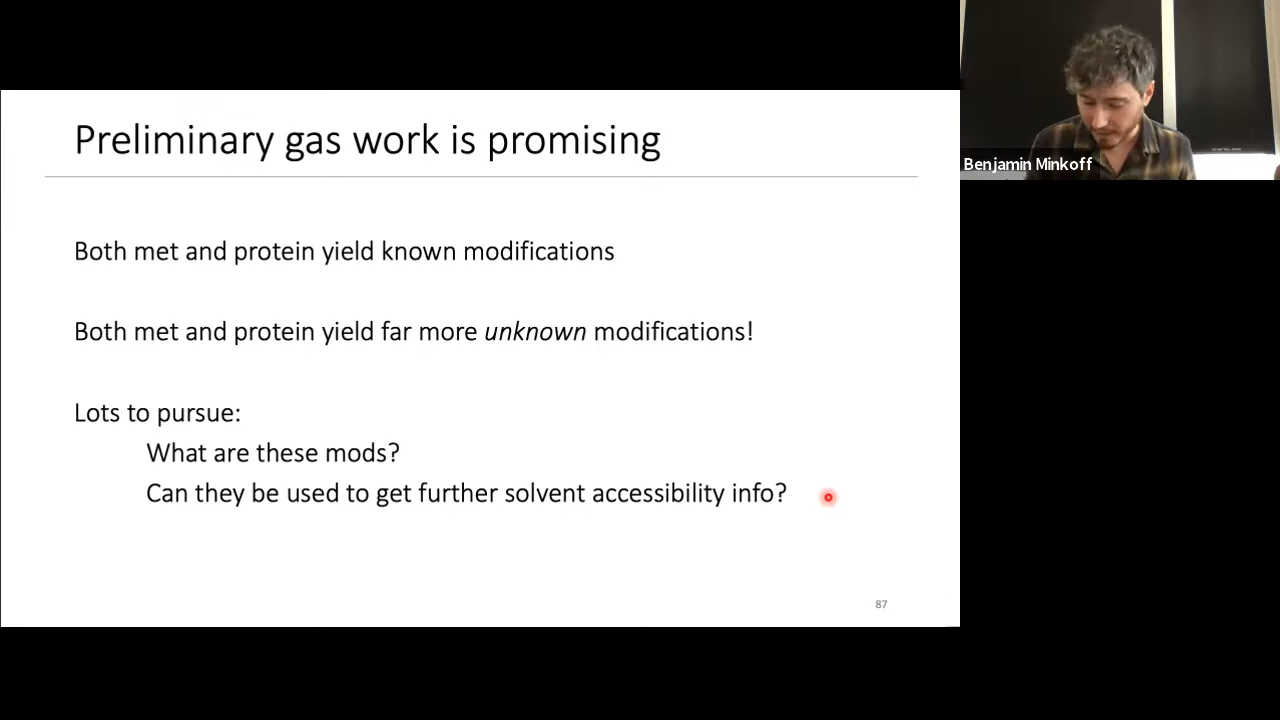 Preliminary gas work is promising
Both met and protein yield known modifications
Both met and protein yield far more unknown modifications!
Lots to pursue:
What are these mods?
Can they be used to get further solvent accessibility info?
87
Benjamin Minkoff